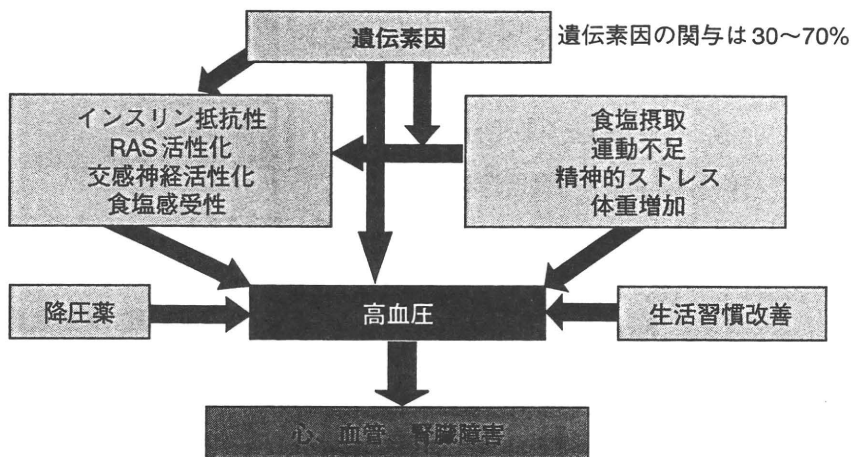 遺伝素因
遺伝素因の関与は30〜70%
インスリン抵抗性
RAS活性化
交感神経活性化
食塩感受性
食塩摂取
運動不足
精神的ストレス
体重増加
降圧薬
高血圧
生活習慣改善
心、血管、腎臓障害